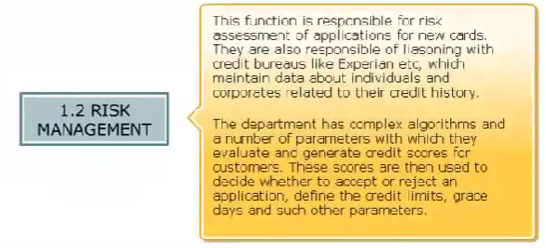 This function is responsible for risk
assessment of applications for new cards.
They are also responsible of liasoning with
credit bureaus like Experian etc, which
maintain data about individuals and
corporates related to their credit history.
1.2 RISK
MANAGEMENT
The department has complex algorithms and
a number of parameters with which they
evaluate and generate credit scores for
customers. These scores are then used to
decide whether to accept or reject an
application, define the credit limits, grace
days and such other parameters.